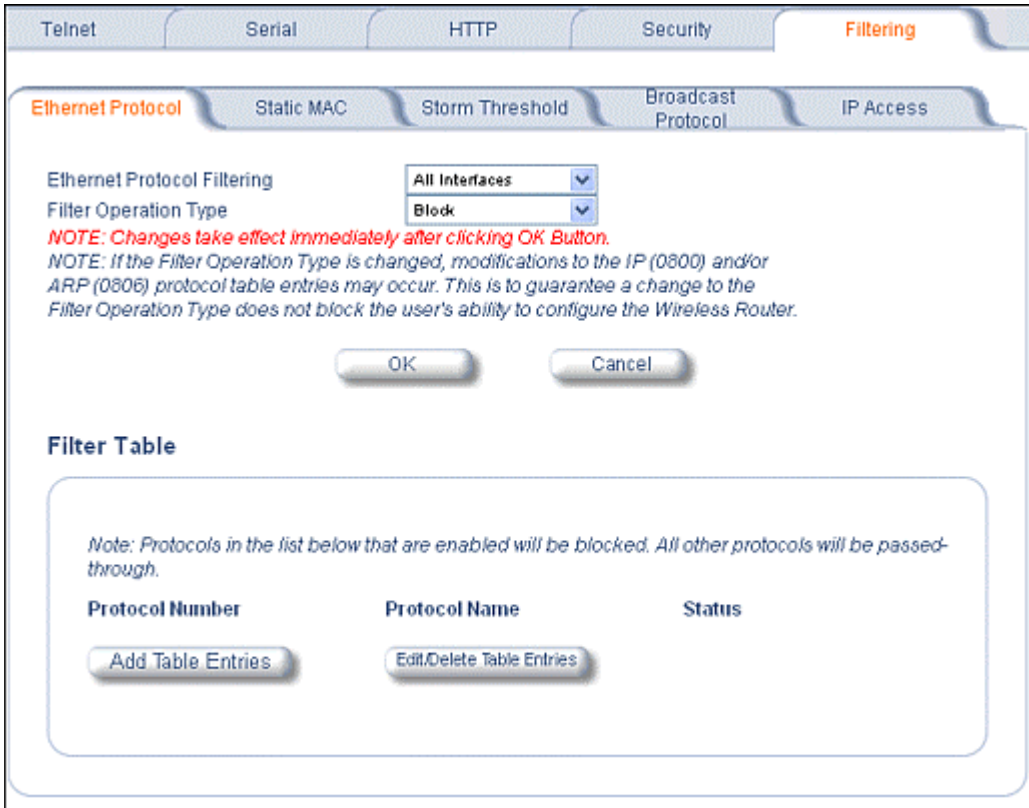 Telnet Serial HTTP Security Filtering
Ethernet Protocol Static MAC Storm Threshold Broadcast Protocol IP Access
Ethernet Protocol Filtering All Interfaces
Filter Operation Type Block
NOTE: Changes take effect immediately after clicking OK Button.
NOTE: If the Filter Operation Type is changed, modifications to the IP (0800) and/or
ARP (0806) protocol table entries may occur. This is to guarantee a change to the
Filter Operation Type does not block the user's ability to configure the Wireless Router.
OK Cancel
Filter Table
Note: Protocols in the list below that are enabled will be blocked. All other protocols will be passed-
through.
Protocol Number Protocol Name Status
Add Table Entries Edit/Delete Table Entries